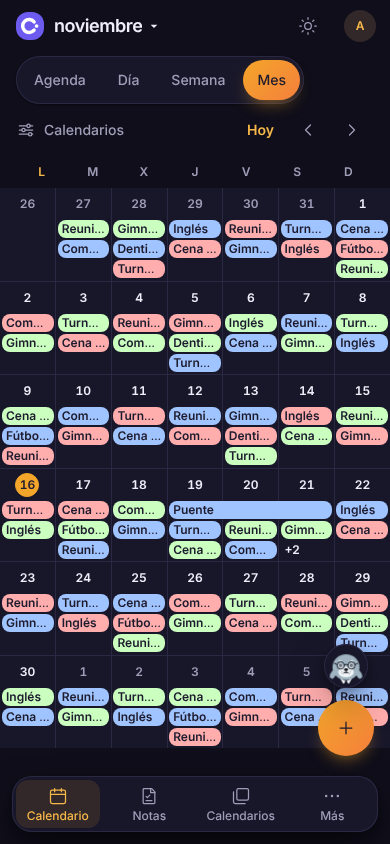 noviembre
A
Agenda Día Semana Mes
Calendarios Hoy
L M X J V S D
26 27 28 29 30 31 1
Reuni... Gimn... Inglés Reuni... Turn... Cena ...
Com... Denti... Cena ... Gimn... Inglés Fútbo...
Turn... Reuni...
2 3 4 5 6 7 8
Com... Turn... Reuni... Gimn... Inglés Reuni... Turn...
Gimn... Cena ... Com... Denti... Cena ... Gimn... Inglés
Turn...
9 10 11 12 13 14 15
Cena ... Com... Turn... Reuni... Gimn... Inglés Reuni...
Fútbo... Gimn... Cena ... Com... Denti... Cena ... Gimn...
Reuni... Turn...
16 17 18 19 20 21 22
Turn... Cena ... Com... Puente Inglés
Inglés Fútbo... Gimn... Turn... Reuni... Gimn... Cena ...
Reuni... Cena ... Com... +2
23 24 25 26 27 28 29
Reuni... Turn... Cena ... Com... Turn... Reuni... Gimn...
Gimn... Inglés Fútbo... Gimn... Cena ... Com... Denti...
Reuni... Turn...
30 1 2 3 4 5
Inglés Reuni... Turn... Cena ... Com... Turn... Reuni...
Cena ... Gimn... Inglés Fútbo... Gimn... Cena
Reuni...
Calendario Notas Calendarios Más